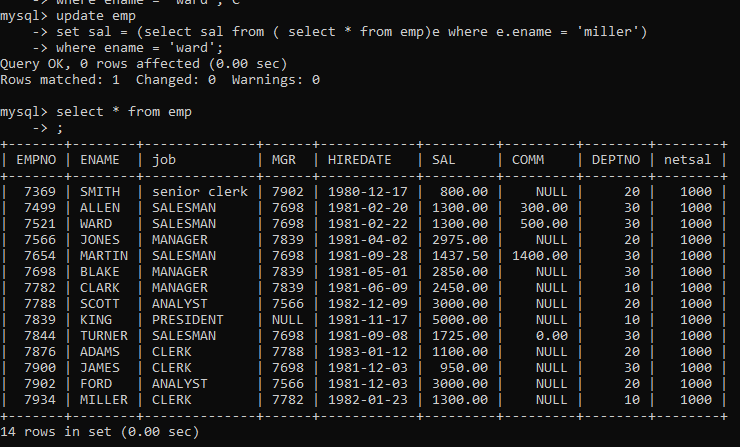 -> where ename = 'ward', C
mysql> update emp
    -> set sal = (select sal from ( select * from emp)e where e.ename = 'miller')
    -> where ename = 'ward';
Query OK, 0 rows affected (0.00 sec)
Rows matched: 1  Changed: 0  Warnings: 0

mysql> select * from emp
    -> ;
+-------+--------+--------------+------+------------+---------+---------+--------+--------+
| EMPNO | ENAME  | job          | MGR  | HIREDATE   | SAL     | COMM    | DEPTNO | netsal |
+-------+--------+--------------+------+------------+---------+---------+--------+--------+
|  7369 | SMITH  | senior clerk | 7902 | 1980-12-17 |  800.00 |    NULL |     20 |   1000 |
|  7499 | ALLEN  | SALESMAN     | 7698 | 1981-02-20 | 1300.00 |  300.00 |     30 |   1000 |
|  7521 | WARD   | SALESMAN     | 7698 | 1981-02-22 | 1300.00 |  500.00 |     30 |   1000 |
|  7566 | JONES  | MANAGER      | 7839 | 1981-04-02 | 2975.00 |    NULL |     20 |   1000 |
|  7654 | MARTIN | SALESMAN     | 7698 | 1981-09-28 | 1437.50 | 1400.00 |     30 |   1000 |
|  7698 | BLAKE  | MANAGER      | 7839 | 1981-05-01 | 2850.00 |    NULL |     30 |   1000 |
|  7782 | CLARK  | MANAGER      | 7839 | 1981-06-09 | 2450.00 |    NULL |     10 |   1000 |
|  7788 | SCOTT  | ANALYST      | 7566 | 1982-12-09 | 3000.00 |    NULL |     20 |   1000 |
|  7839 | KING   | PRESIDENT    | NULL | 1981-11-17 | 5000.00 |    NULL |     10 |   1000 |
|  7844 | TURNER | SALESMAN     | 7698 | 1981-09-08 | 1725.00 |    0.00 |     30 |   1000 |
|  7876 | ADAMS  | CLERK        | 7788 | 1983-01-12 | 1100.00 |    NULL |     20 |   1000 |
|  7900 | JAMES  | CLERK        | 7698 | 1981-12-03 |  950.00 |    NULL |     30 |   1000 |
|  7902 | FORD   | ANALYST      | 7566 | 1981-12-03 | 3000.00 |    NULL |     20 |   1000 |
|  7934 | MILLER | CLERK        | 7782 | 1982-01-23 | 1300.00 |    NULL |     10 |   1000 |
+-------+--------+--------------+------+------------+---------+---------+--------+--------+
14 rows in set (0.00 sec)